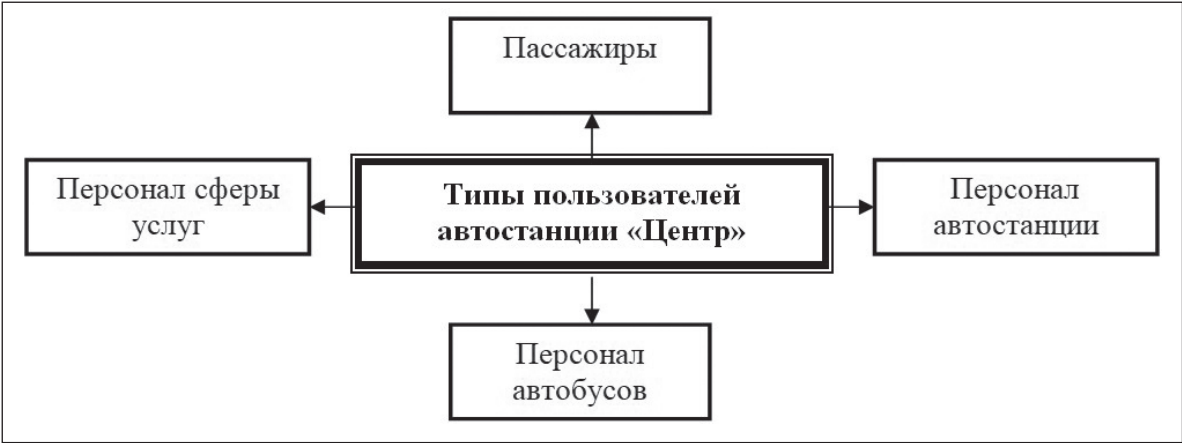 Пассажиры
Персонал сферы
услуг
Типы пользователей
автостанции «Центр»
Персонал
автостанции
Персонал
автобусов